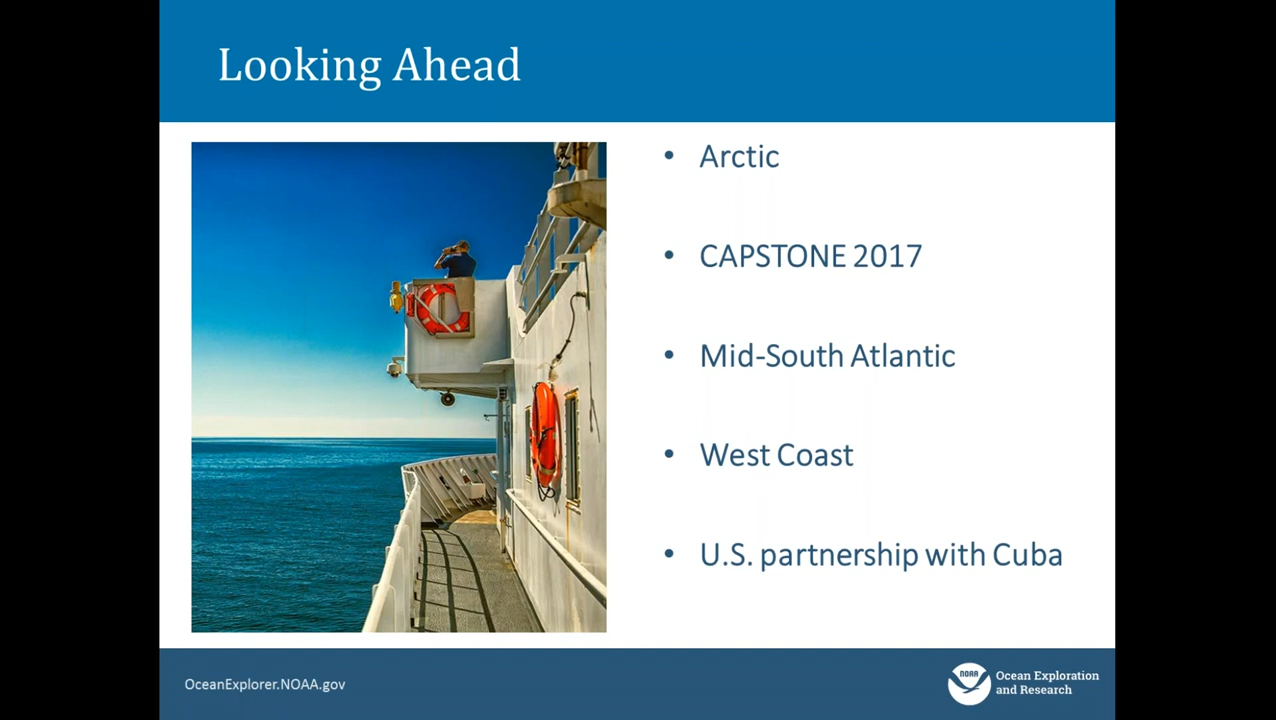 Looking Ahead
• Arctic
• CAPSTONE 2017
• Mid-South Atlantic
• West Coast
• U.S. partnership with Cuba
OceanExplorer.NOAA.gov
NOAA
Ocean Exploration
and Research